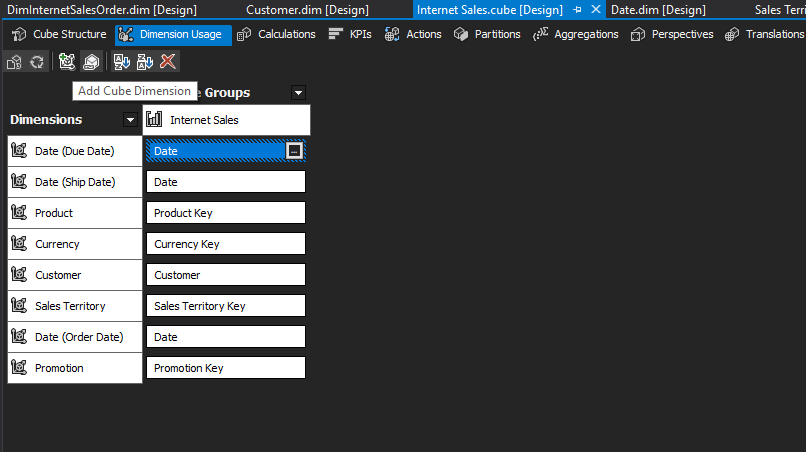 DimInternetSalesOrder.dim [Design] Customer.dim [Design] Internet Sales.cube [Design] Date.dim [Design] Sales Terri
Cube Structure Dimension Usage Calculations KPIs Actions Partitions Aggregations Perspectives Translations
Add Cube Dimension Groups
Dimensions Internet Sales
Date (Due Date) Date ...
Date (Ship Date) Date
Product Product Key
Currency Currency Key
Customer Customer
Sales Territory Sales Territory Key
Date (Order Date) Date
Promotion Promotion Key